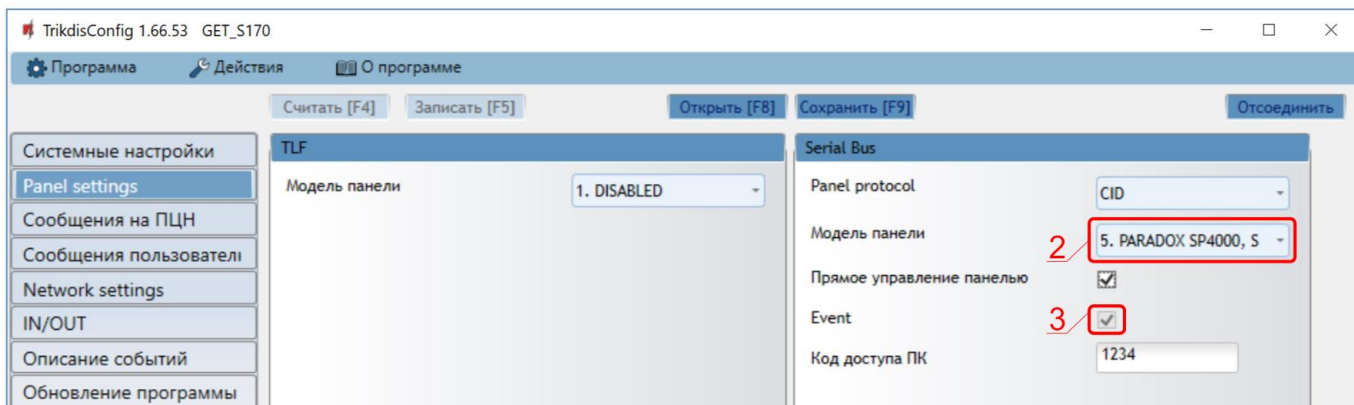 TrikdisConfig 1.66.53 GET_S170
Программа Действия О программе
Считать [F4] Записать [F5] Открыть [F8] Сохранить [F9] Отсоединить
Системные настройки
Panel settings
Сообщения на ПЦН
Сообщения пользовател
Network settings
IN/OUT
Описание событий
Обновление программы
TLF
Модель панели 1. DISABLED
Serial Bus
Panel protocol CID
Модель панели 2 5. PARADOX SP4000, S
Прямое управление панелью
Event 3
Код доступа ПК 1234